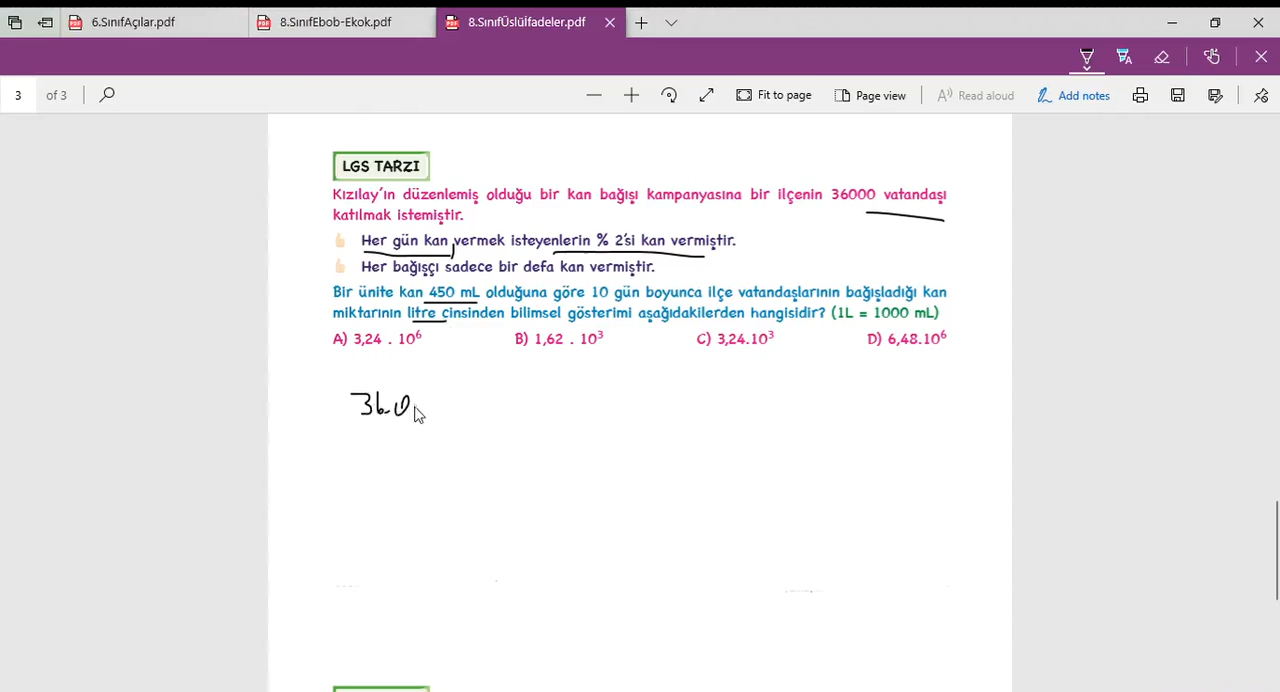 6.SınıfAçılar.pdf
8.SınıfEbob-Ekok.pdf
8.SınıfÜslüİfadeler.pdf
3 of 3
Fit to page
Page view
Read aloud
Add notes
LGS TARZI
Kızılay'ın düzenlemiş olduğu bir kan bağışı kampanyasına bir ilçenin 36000 vatandaşı
katılmak istemiştir.
Her gün kan vermek isteyenlerin % 2'si kan vermiştir.
Her bağışçı sadece bir defa kan vermiştir.
Bir ünite kan 450 mL olduğuna göre 10 gün boyunca ilçe vatandaşlarının bağışladığı kan
miktarının litre cinsinden bilimsel gösterimi aşağıdakilerden hangisidir? (1L = 1000 mL)
A) 3,24 . 10⁶ B) 1,62 . 10³ C) 3,24.10³ D) 6,48.10⁶
36.0